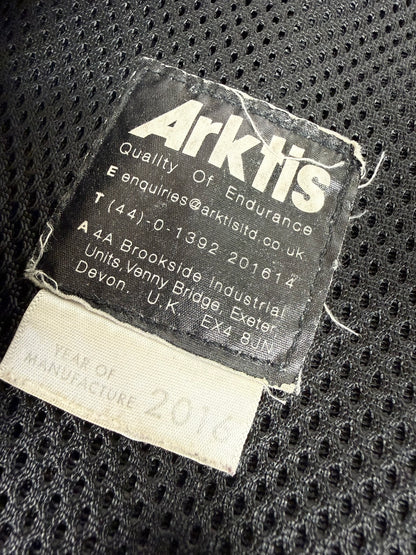 Arktis
Quality Of Endurance
E enquiries@arktisltd.co.uk
T (44)-0-1392 201614
A 4A Brookside Industrial
Units, Venny Bridge, Exeter
Devon, U.K. EX4 8JN
YEAR OF
MANUFACTURE 2016